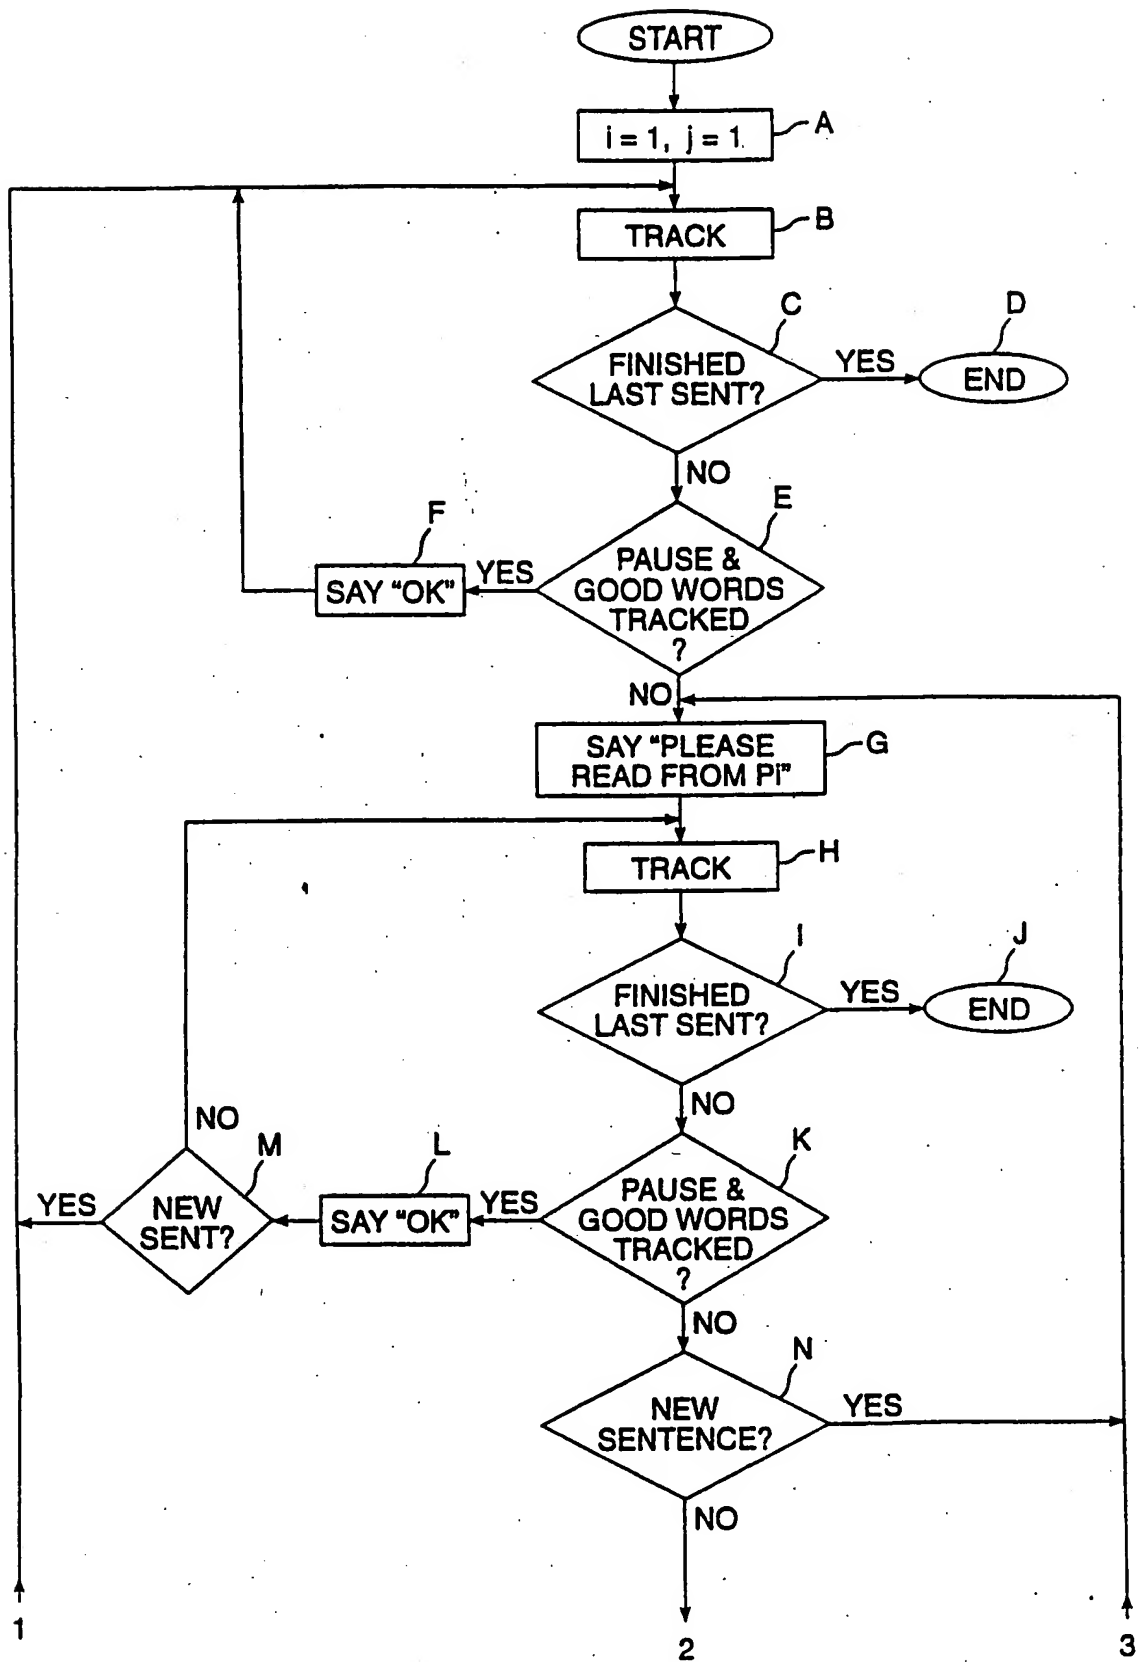 START
i = 1, j = 1
A
TRACK
B
C
FINISHED
LAST SENT?
YES
D
END
NO
E
PAUSE &
GOOD WORDS
TRACKED
?
YES
F
SAY "OK"
NO
SAY "PLEASE
READ FROM Pi"
G
TRACK
H
I
FINISHED
LAST SENT?
YES
J
END
NO
K
PAUSE &
GOOD WORDS
TRACKED
?
YES
L
SAY "OK"
M
NEW
SENT?
NO
YES
NO
N
NEW
SENTENCE?
YES
NO
1
2
3